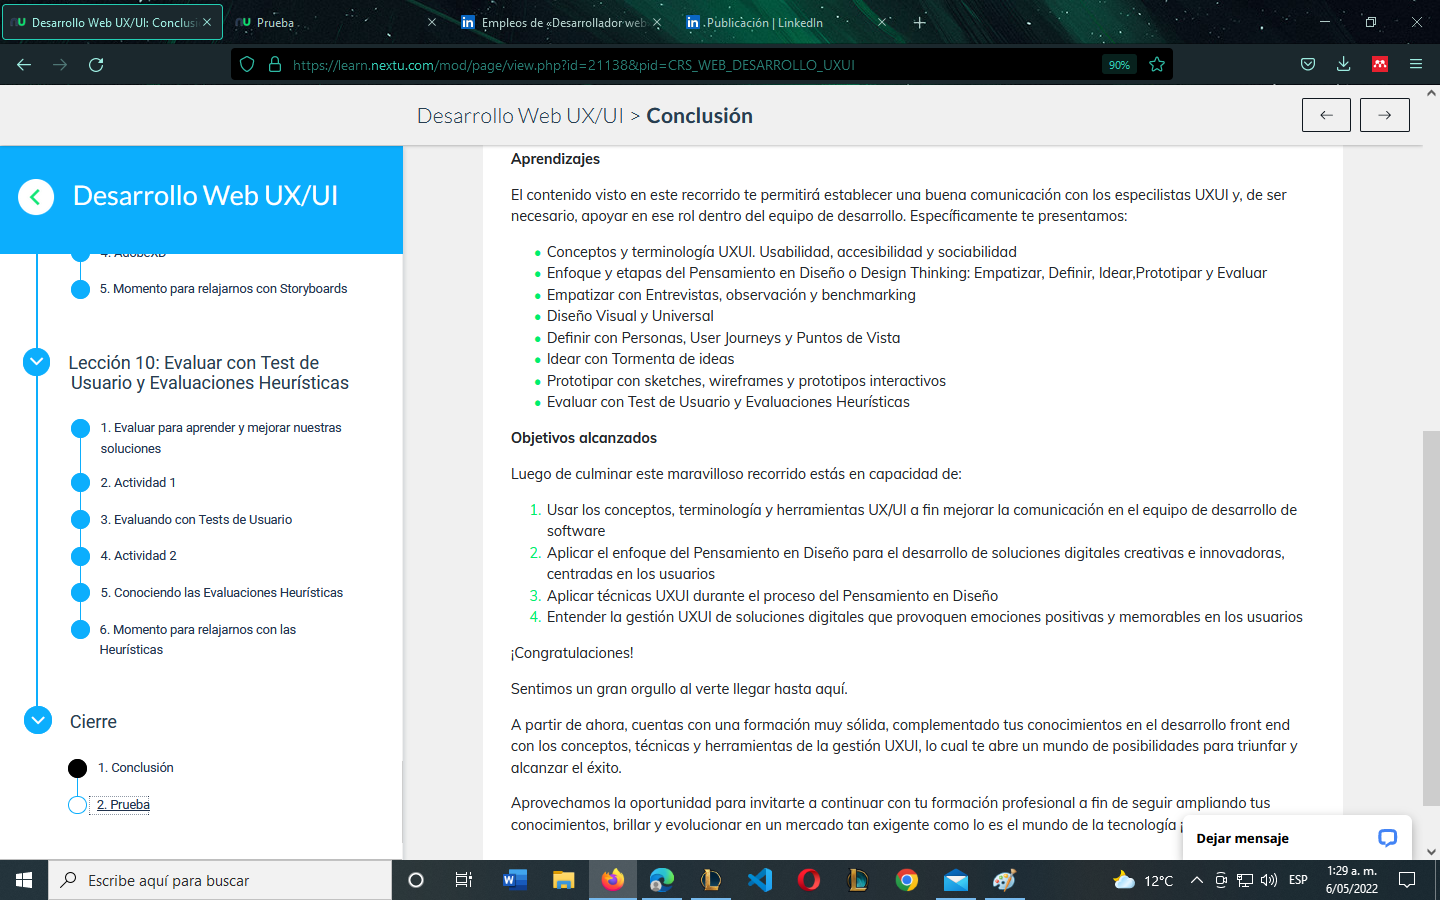 Desarrollo Web UX/UI: Conclusi
Prueba
Empleos de «Desarrollador web
Publicación | LinkedIn
https://learn.nextu.com/mod/page/view.php?id=21138&pid=CRS_WEB_DESARROLLO_UXUI
90%
Desarrollo Web UX/UI > Conclusión
Desarrollo Web UX/UI
4. AdobeXD
5. Momento para relajarnos con Storyboards
Lección 10: Evaluar con Test de
Usuario y Evaluaciones Heurísticas
1. Evaluar para aprender y mejorar nuestras
soluciones
2. Actividad 1
3. Evaluando con Tests de Usuario
4. Actividad 2
5. Conociendo las Evaluaciones Heurísticas
6. Momento para relajarnos con las
Heurísticas
Cierre
1. Conclusión
2. Prueba
Aprendizajes
El contenido visto en este recorrido te permitirá establecer una buena comunicación con los especilistas UXUI y, de ser
necesario, apoyar en ese rol dentro del equipo de desarrollo. Específicamente te presentamos:
Conceptos y terminología UXUI. Usabilidad, accesibilidad y sociabilidad
Enfoque y etapas del Pensamiento en Diseño o Design Thinking: Empatizar, Definir, Idear,Prototipar y Evaluar
Empatizar con Entrevistas, observación y benchmarking
Diseño Visual y Universal
Definir con Personas, User Journeys y Puntos de Vista
Idear con Tormenta de ideas
Prototipar con sketches, wireframes y prototipos interactivos
Evaluar con Test de Usuario y Evaluaciones Heurísticas
Objetivos alcanzados
Luego de culminar este maravilloso recorrido estás en capacidad de:
1. Usar los conceptos, terminología y herramientas UX/UI a fin mejorar la comunicación en el equipo de desarrollo de
software
2. Aplicar el enfoque del Pensamiento en Diseño para el desarrollo de soluciones digitales creativas e innovadoras,
centradas en los usuarios
3. Aplicar técnicas UXUI durante el proceso del Pensamiento en Diseño
4. Entender la gestión UXUI de soluciones digitales que provoquen emociones positivas y memorables en los usuarios
¡Congratulaciones!
Sentimos un gran orgullo al verte llegar hasta aquí.
A partir de ahora, cuentas con una formación muy sólida, complementado tus conocimientos en el desarrollo front end
con los conceptos, técnicas y herramientas de la gestión UXUI, lo cual te abre un mundo de posibilidades para triunfar y
alcanzar el éxito.
Aprovechamos la oportunidad para invitarte a continuar con tu formación profesional a fin de seguir ampliando tus
conocimientos, brillar y evolucionar en un mercado tan exigente como lo es el mundo de la tecnología ¡
Dejar mensaje
Escribe aquí para buscar
12°C
ESP
1:29 a. m.
6/05/2022